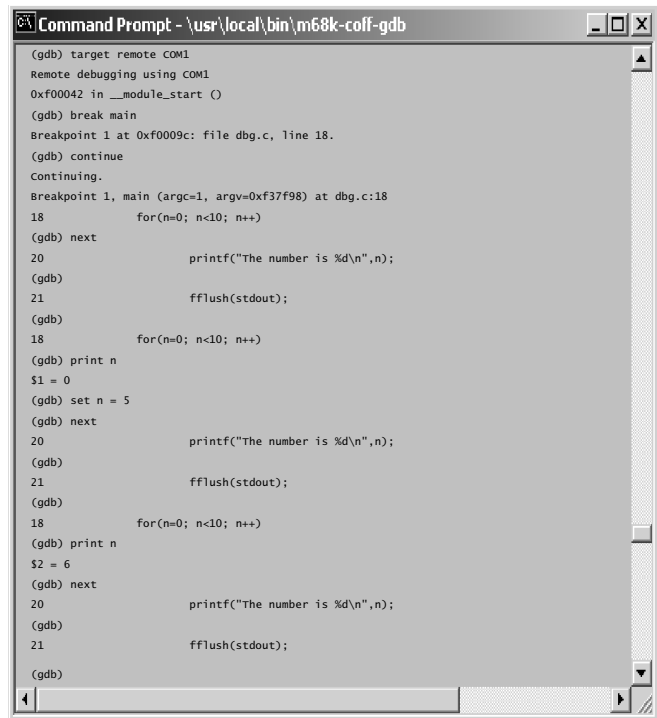 Command Prompt - \usr\local\bin\m68k-coff-gdb
(gdb) target remote COM1
Remote debugging using COM1
0xf00042 in __module_start ()
(gdb) break main
Breakpoint 1 at 0xf0009c: file dbg.c, line 18.
(gdb) continue
Continuing.
Breakpoint 1, main (argc=1, argv=0xf37f98) at dbg.c:18
18 for(n=0; n<10; n++)
(gdb) next
20 printf("The number is %d\n",n);
(gdb)
21 fflush(stdout);
(gdb)
18 for(n=0; n<10; n++)
(gdb) print n
$1 = 0
(gdb) set n = 5
(gdb) next
20 printf("The number is %d\n",n);
(gdb)
21 fflush(stdout);
(gdb)
18 for(n=0; n<10; n++)
(gdb) print n
$2 = 6
(gdb) next
20 printf("The number is %d\n",n);
(gdb)
21 fflush(stdout);
(gdb)